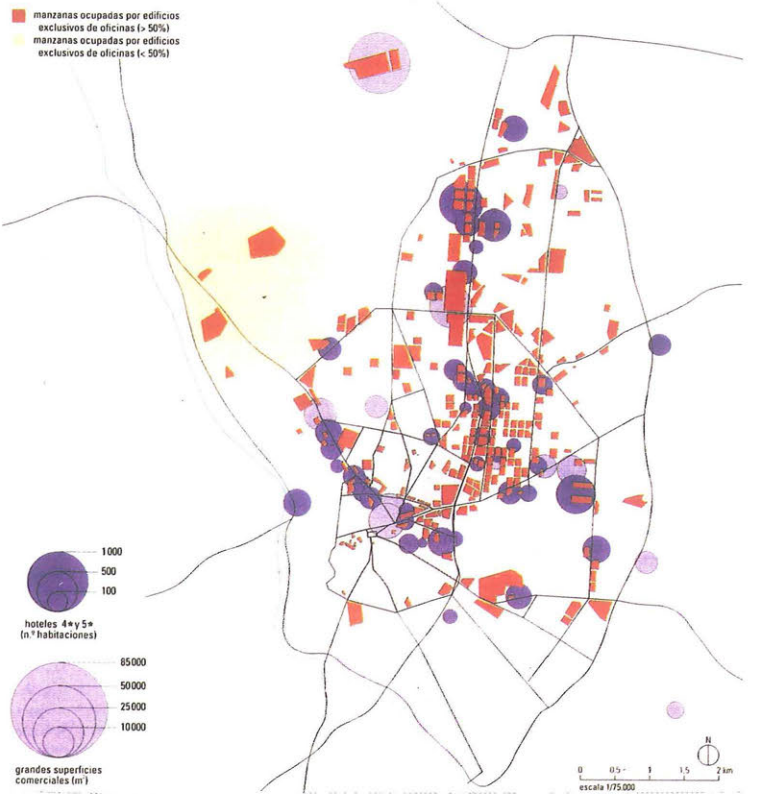 manzanas ocupadas por edificios
exclusivos de oficinas (> 50%)
manzanas ocupadas por edificios
exclusivos de oficinas (< 50%)
1000
500
100
hoteles 4★ y 5★
(n.º habitaciones)
85000
50000
25000
10000
grandes superficies
comerciales (m²)
N
0 0,5 1 1,5 2 km
escala 1/75.000